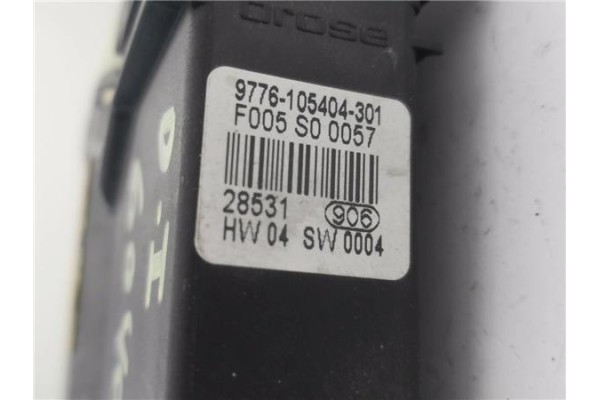 brose
9776-105404-301
F005 S0 0057
28531 906
HW 04 SW 0004
D.H